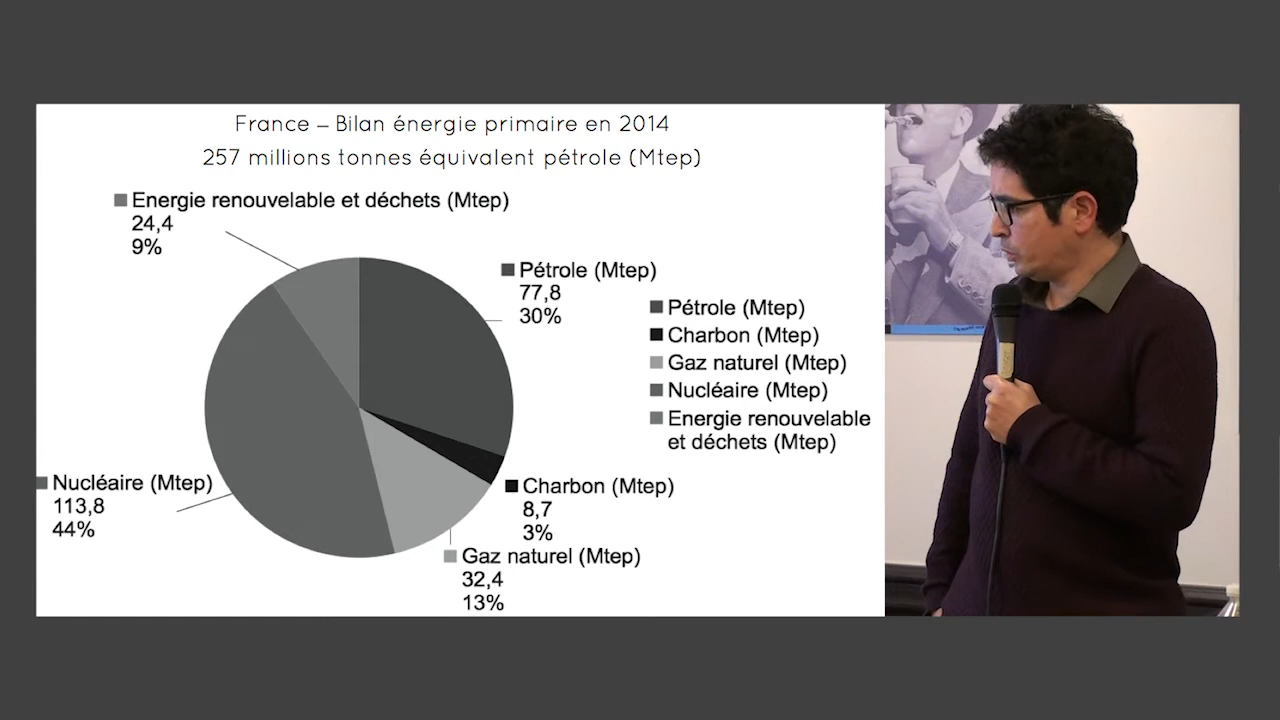 France – Bilan énergie primaire en 2014
257 millions tonnes équivalent pétrole (Mtep)
Energie renouvelable et déchets (Mtep)
24,4
9%
Pétrole (Mtep)
77,8
30%
Pétrole (Mtep)
Charbon (Mtep)
Gaz naturel (Mtep)
Nucléaire (Mtep)
Energie renouvelable
et déchets (Mtep)
Nucléaire (Mtep)
113,8
44%
Charbon (Mtep)
8,7
3%
Gaz naturel (Mtep)
32,4
13%